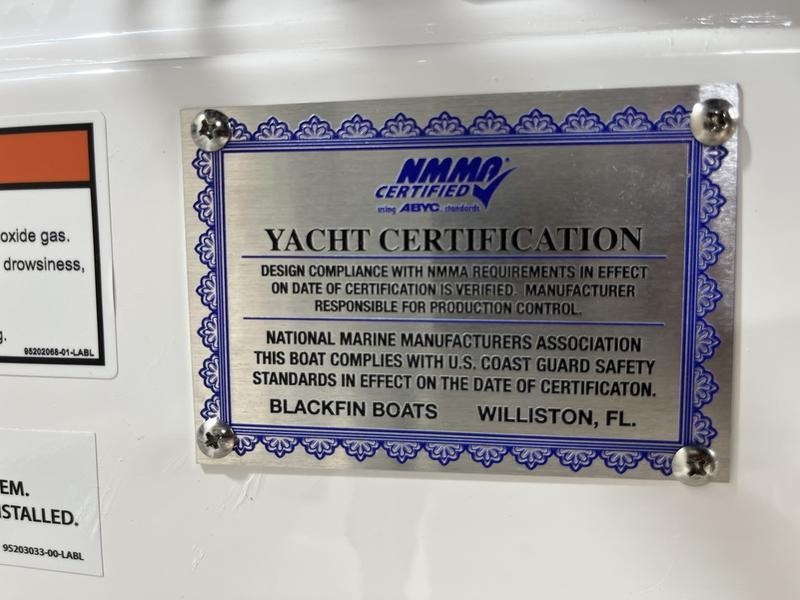 oxide gas.
drowsiness,
g.
95202068-01-LABL
EM.
STALLED.
95203033-00-LABL
NMMA®
CERTIFIED
using ABYC standards
YACHT CERTIFICATION
DESIGN COMPLIANCE WITH NMMA REQUIREMENTS IN EFFECT
ON DATE OF CERTIFICATION IS VERIFIED. MANUFACTURER
RESPONSIBLE FOR PRODUCTION CONTROL.
NATIONAL MARINE MANUFACTURERS ASSOCIATION
THIS BOAT COMPLIES WITH U.S. COAST GUARD SAFETY
STANDARDS IN EFFECT ON THE DATE OF CERTIFICATON.
BLACKFIN BOATS WILLISTON, FL.